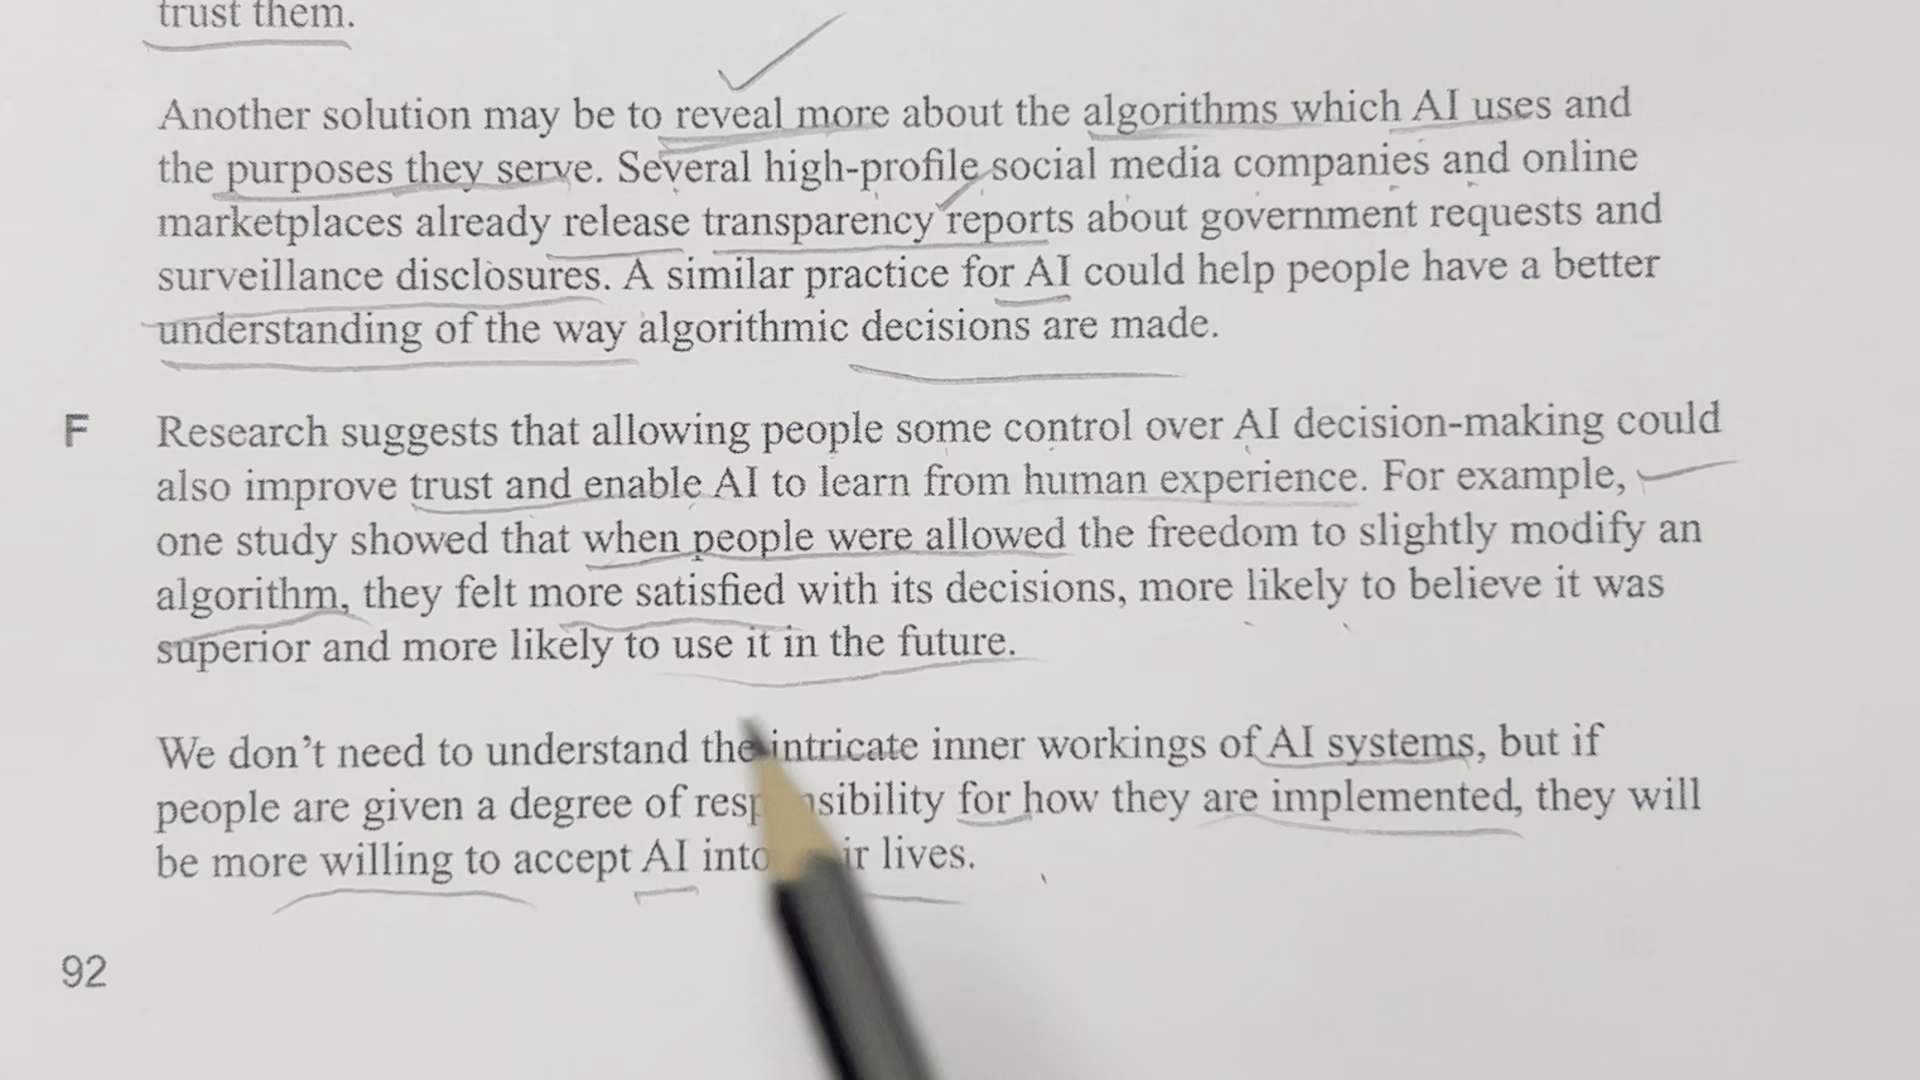 trust them.
Another solution may be to reveal more about the algorithms which AI uses and
the purposes they serve. Several high-profile social media companies and online
marketplaces already release transparency reports about government requests and
surveillance disclosures. A similar practice for AI could help people have a better
understanding of the way algorithmic decisions are made.
F Research suggests that allowing people some control over AI decision-making could
also improve trust and enable AI to learn from human experience. For example,
one study showed that when people were allowed the freedom to slightly modify an
algorithm, they felt more satisfied with its decisions, more likely to believe it was
superior and more likely to use it in the future.
We don't need to understand the intricate inner workings of AI systems, but if
people are given a degree of responsibility for how they are implemented, they will
be more willing to accept AI into lives.
92